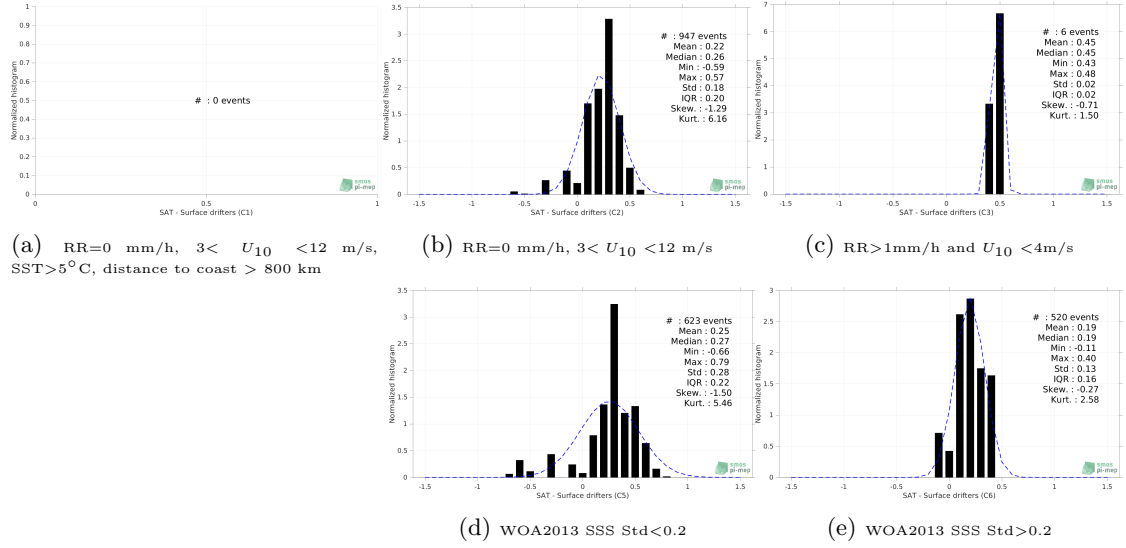 1
0.9
0.8
0.7
0.6
0.5
0.4
0.3
0.2
0.1
0
Normalized histogram
# : 0 events
0 0.5 1
SAT - Surface drifters (C1)
smos
pi-mep
(a) RR=0 mm/h, 3< U10 <12 m/s,
SST>5°C, distance to coast > 800 km
3.5
3
2.5
2
1.5
1
0.5
0
Normalized histogram
# : 947 events
Mean : 0.22
Median : 0.26
Min : -0.59
Max : 0.57
Std : 0.18
IQR : 0.20
Skew. : -1.29
Kurt. : 6.16
-1.5 -1 -0.5 0 0.5 1 1.5
SAT - Surface drifters (C2)
smos
pi-mep
(b) RR=0 mm/h, 3< U10 <12 m/s
7
6
5
4
3
2
1
0
Normalized histogram
# : 6 events
Mean : 0.45
Median : 0.45
Min : 0.43
Max : 0.48
Std : 0.02
IQR : 0.02
Skew. : -0.71
Kurt. : 1.50
-1.5 -1 -0.5 0 0.5 1 1.5
SAT - Surface drifters (C3)
smos
pi-mep
(c) RR>1mm/h and U10 <4m/s
3.5
3
2.5
2
1.5
1
0.5
0
Normalized histogram
# : 623 events
Mean : 0.25
Median : 0.27
Min : -0.66
Max : 0.79
Std : 0.28
IQR : 0.22
Skew. : -1.50
Kurt. : 5.46
-1.5 -1 -0.5 0 0.5 1 1.5
SAT - Surface drifters (C5)
smos
pi-mep
(d) WOA2013 SSS Std<0.2
3
2.5
2
1.5
1
0.5
0
Normalized histogram
# : 520 events
Mean : 0.19
Median : 0.19
Min : -0.11
Max : 0.40
Std : 0.13
IQR : 0.16
Skew. : -0.27
Kurt. : 2.58
-1.5 -1 -0.5 0 0.5 1 1.5
SAT - Surface drifters (C6)
smos
pi-mep
(e) WOA2013 SSS Std>0.2